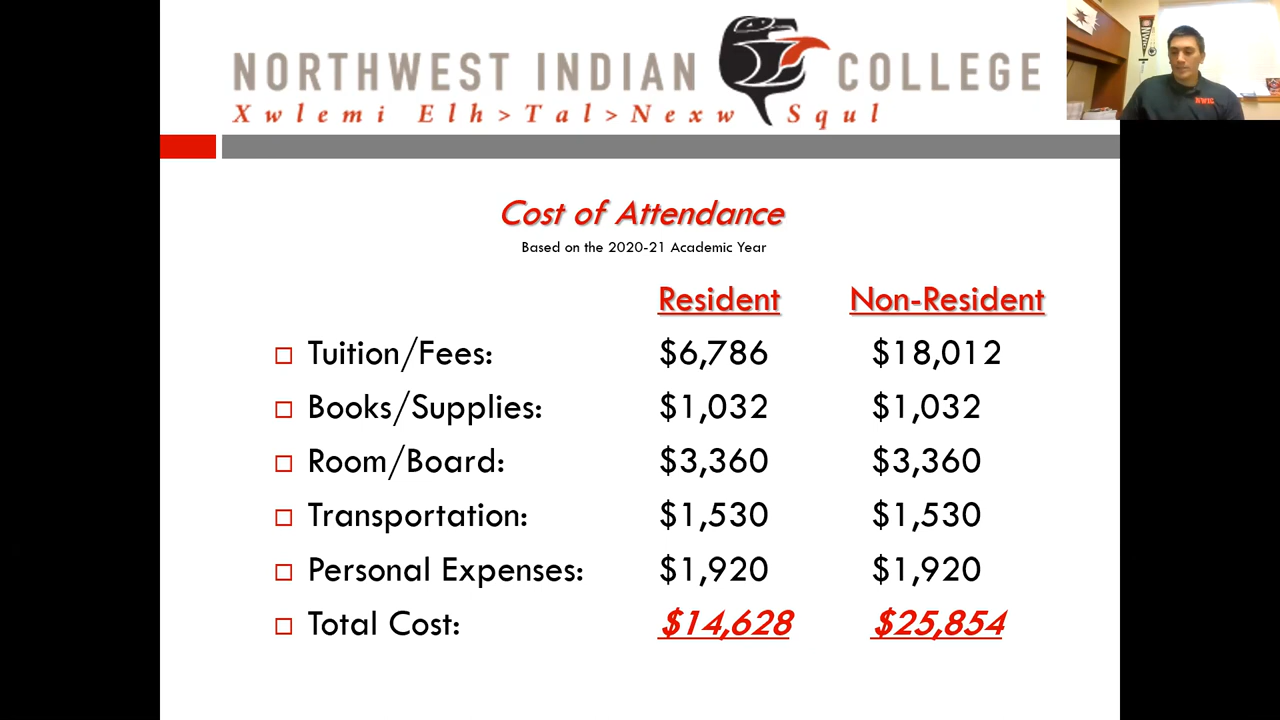 NORTHWEST INDIAN COLLEGE
Xwlemi Elh>Tal>Nexw Squl
Cost of Attendance
Based on the 2020-21 Academic Year
Resident Non-Resident
Tuition/Fees: $6,786 $18,012
Books/Supplies: $1,032 $1,032
Room/Board: $3,360 $3,360
Transportation: $1,530 $1,530
Personal Expenses: $1,920 $1,920
Total Cost: $14,628 $25,854
NWIC